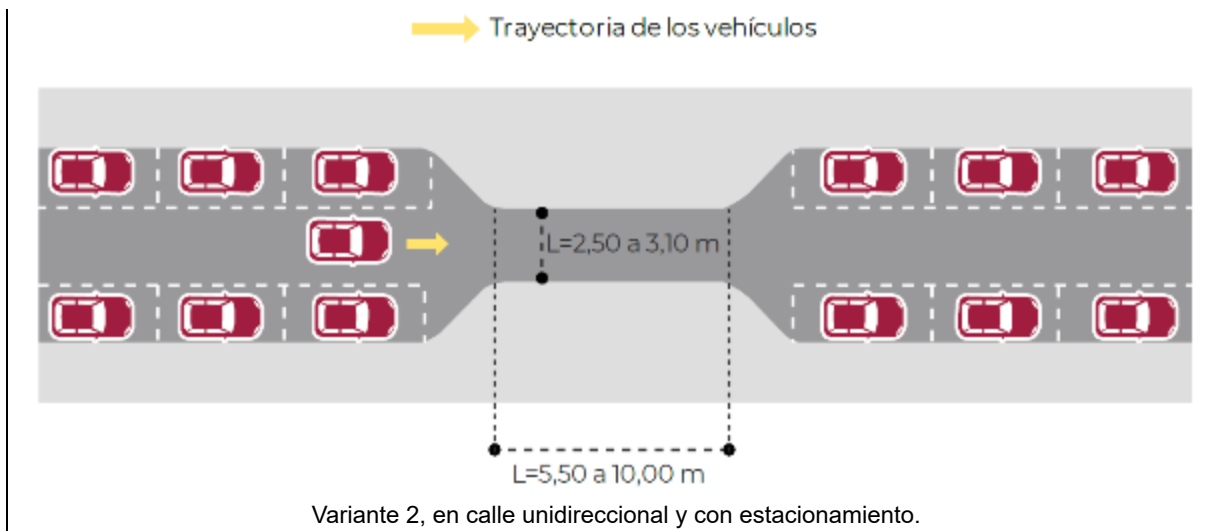 Trayectoria de los vehículos
L=2,50 a 3,10 m
L=5,50 a 10,00 m
Variante 2, en calle unidireccional y con estacionamiento.